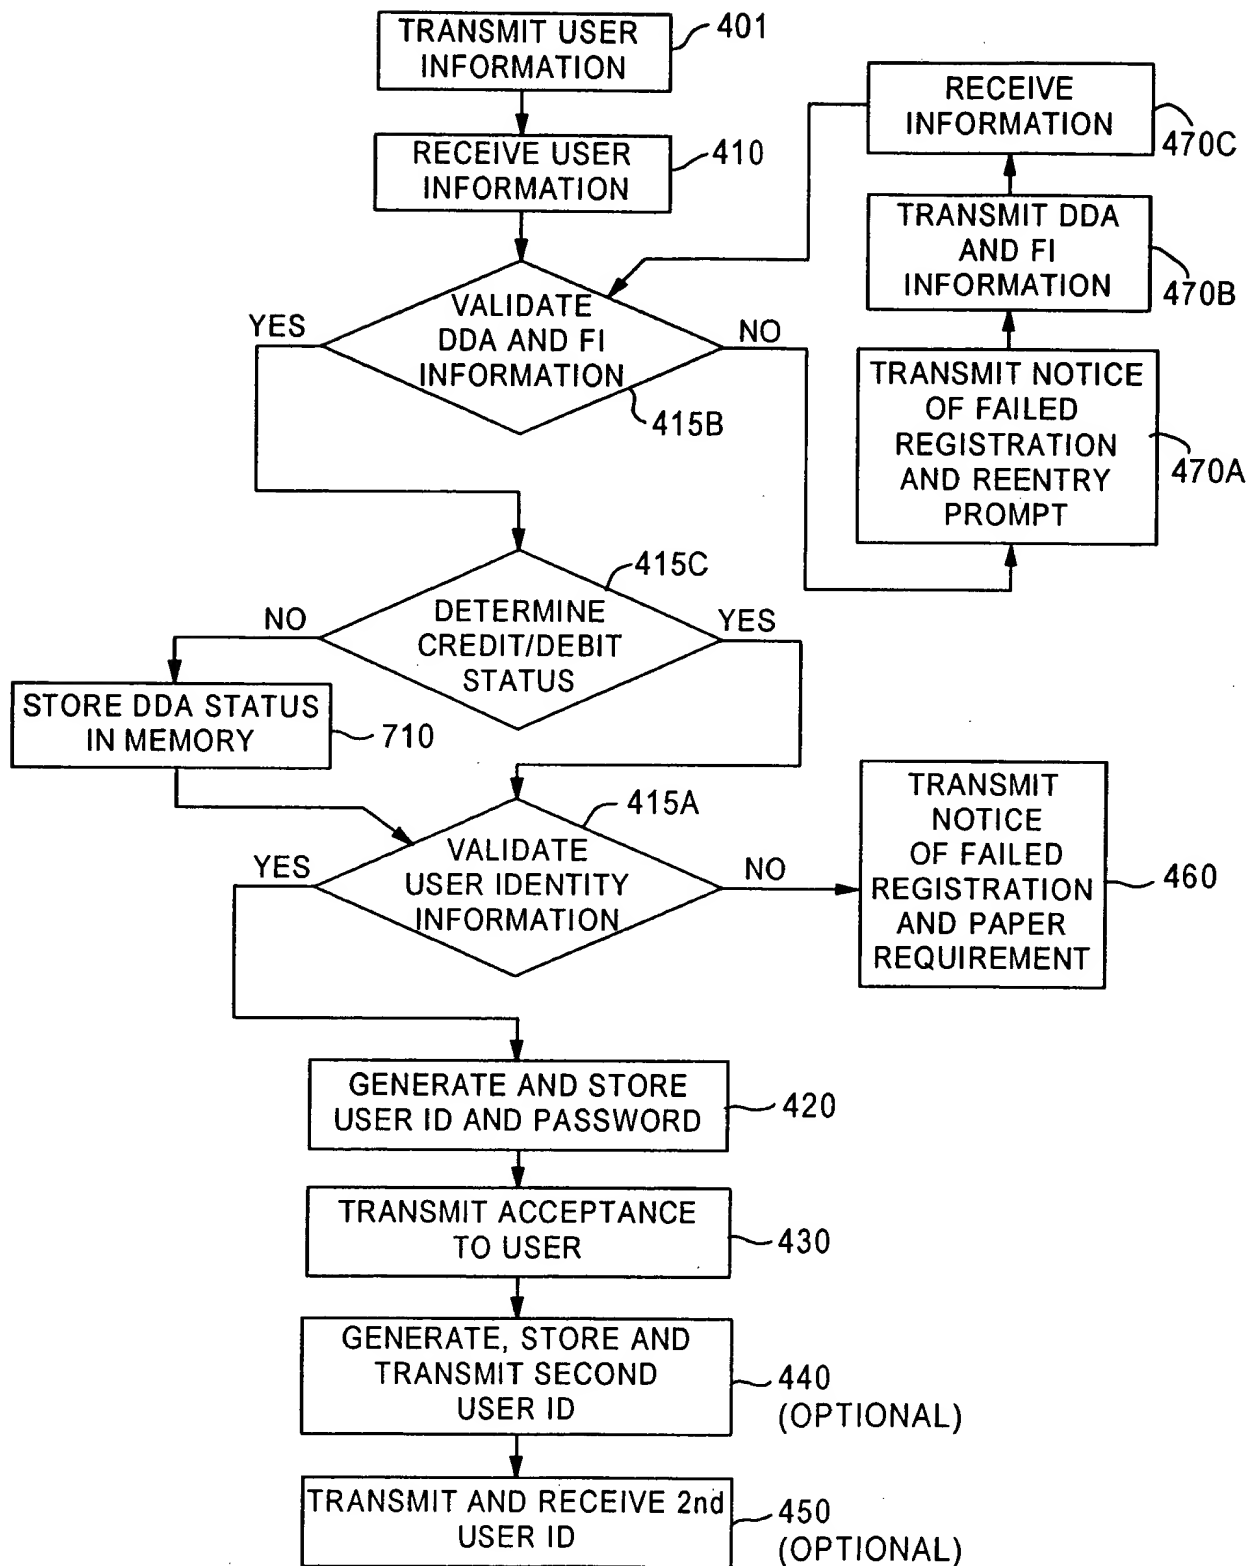 TRANSMIT USER
INFORMATION
401
RECEIVE USER
INFORMATION
410
RECEIVE
INFORMATION
470C
TRANSMIT DDA
AND FI
INFORMATION
470B
TRANSMIT NOTICE
OF FAILED
REGISTRATION
AND REENTRY
PROMPT
470A
VALIDATE
DDA AND FI
INFORMATION
YES
NO
415B
DETERMINE
CREDIT/DEBIT
STATUS
415C
NO
YES
STORE DDA STATUS
IN MEMORY
710
VALIDATE
USER IDENTITY
INFORMATION
415A
YES
NO
TRANSMIT
NOTICE
OF FAILED
REGISTRATION
AND PAPER
REQUIREMENT
460
GENERATE AND STORE
USER ID AND PASSWORD
420
TRANSMIT ACCEPTANCE
TO USER
430
GENERATE, STORE AND
TRANSMIT SECOND
USER ID
440
(OPTIONAL)
TRANSMIT AND RECEIVE 2nd
USER ID
450
(OPTIONAL)